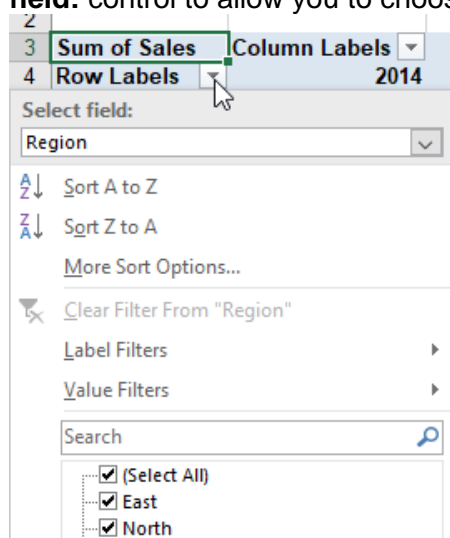 field: control to allow you to choos
2
3 Sum of Sales Column Labels
4 Row Labels 2014
Select field:
Region
Sort A to Z
Sort Z to A
More Sort Options...
Clear Filter From "Region"
Label Filters
Value Filters
Search
(Select All)
East
North